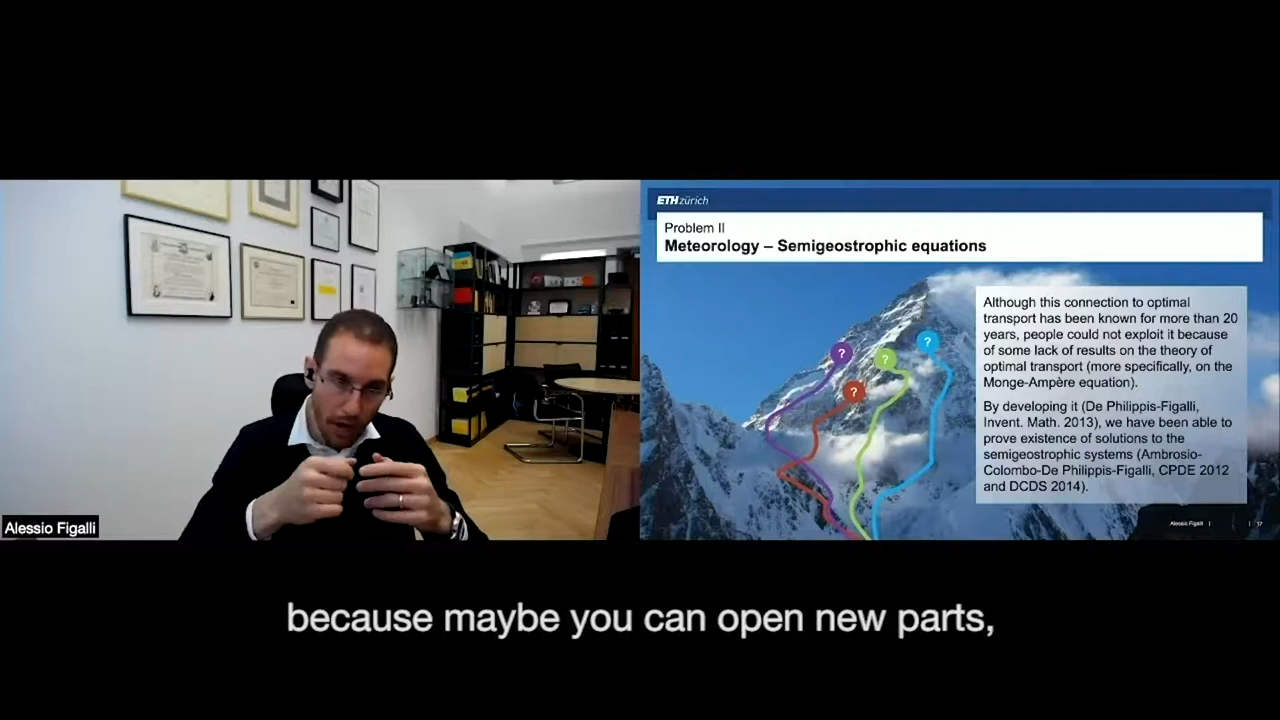 ETH zürich
Problem II
Meteorology – Semigeostrophic equations
Although this connection to optimal
transport has been known for more than 20
years, people could not exploit it because
of some lack of results on the theory of
optimal transport (more specifically, on the
Monge-Ampère equation).
By developing it (De Philippis-Figalli,
Invent. Math. 2013), we have been able to
prove existence of solutions to the
semigeostrophic systems (Ambrosio-
Colombo-De Philippis-Figalli, CPDE 2012
and DCDS 2014).
?
?
?
?
Alessio Figalli | | 17
Alessio Figalli
because maybe you can open new parts,